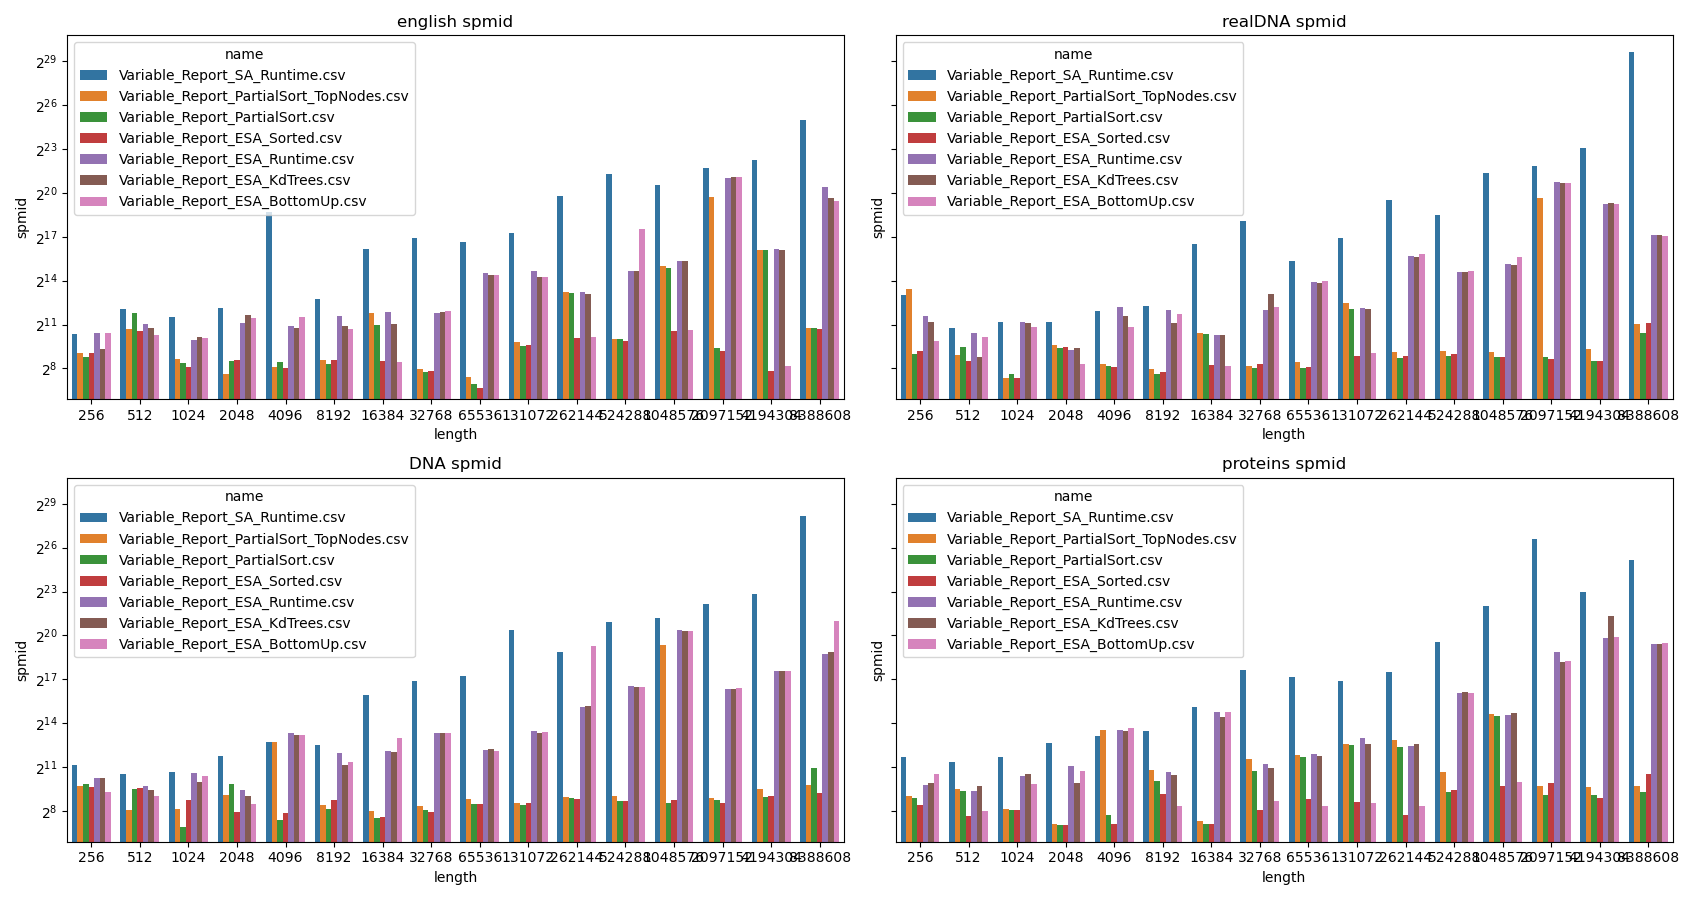 english spmid
name
Variable_Report_SA_Runtime.csv
Variable_Report_PartialSort_TopNodes.csv
Variable_Report_PartialSort.csv
Variable_Report_ESA_Sorted.csv
Variable_Report_ESA_Runtime.csv
Variable_Report_ESA_KdTrees.csv
Variable_Report_ESA_BottomUp.csv
2^29
2^26
2^23
2^20
2^17
2^14
2^11
2^8
spmid
256 512 1024 2048 4096 8192 16384 32768 65536 131072 262144 524288 1048576 2097152 4194304 8388608
length
realDNA spmid
name
Variable_Report_SA_Runtime.csv
Variable_Report_PartialSort_TopNodes.csv
Variable_Report_PartialSort.csv
Variable_Report_ESA_Sorted.csv
Variable_Report_ESA_Runtime.csv
Variable_Report_ESA_KdTrees.csv
Variable_Report_ESA_BottomUp.csv
spmid
256 512 1024 2048 4096 8192 16384 32768 65536 131072 262144 524288 1048576 2097152 4194304 8388608
length
DNA spmid
name
Variable_Report_SA_Runtime.csv
Variable_Report_PartialSort_TopNodes.csv
Variable_Report_PartialSort.csv
Variable_Report_ESA_Sorted.csv
Variable_Report_ESA_Runtime.csv
Variable_Report_ESA_KdTrees.csv
Variable_Report_ESA_BottomUp.csv
2^29
2^26
2^23
2^20
2^17
2^14
2^11
2^8
spmid
256 512 1024 2048 4096 8192 16384 32768 65536 131072 262144 524288 1048576 2097152 4194304 8388608
length
proteins spmid
name
Variable_Report_SA_Runtime.csv
Variable_Report_PartialSort_TopNodes.csv
Variable_Report_PartialSort.csv
Variable_Report_ESA_Sorted.csv
Variable_Report_ESA_Runtime.csv
Variable_Report_ESA_KdTrees.csv
Variable_Report_ESA_BottomUp.csv
spmid
256 512 1024 2048 4096 8192 16384 32768 65536 131072 262144 524288 1048576 2097152 4194304 8388608
length